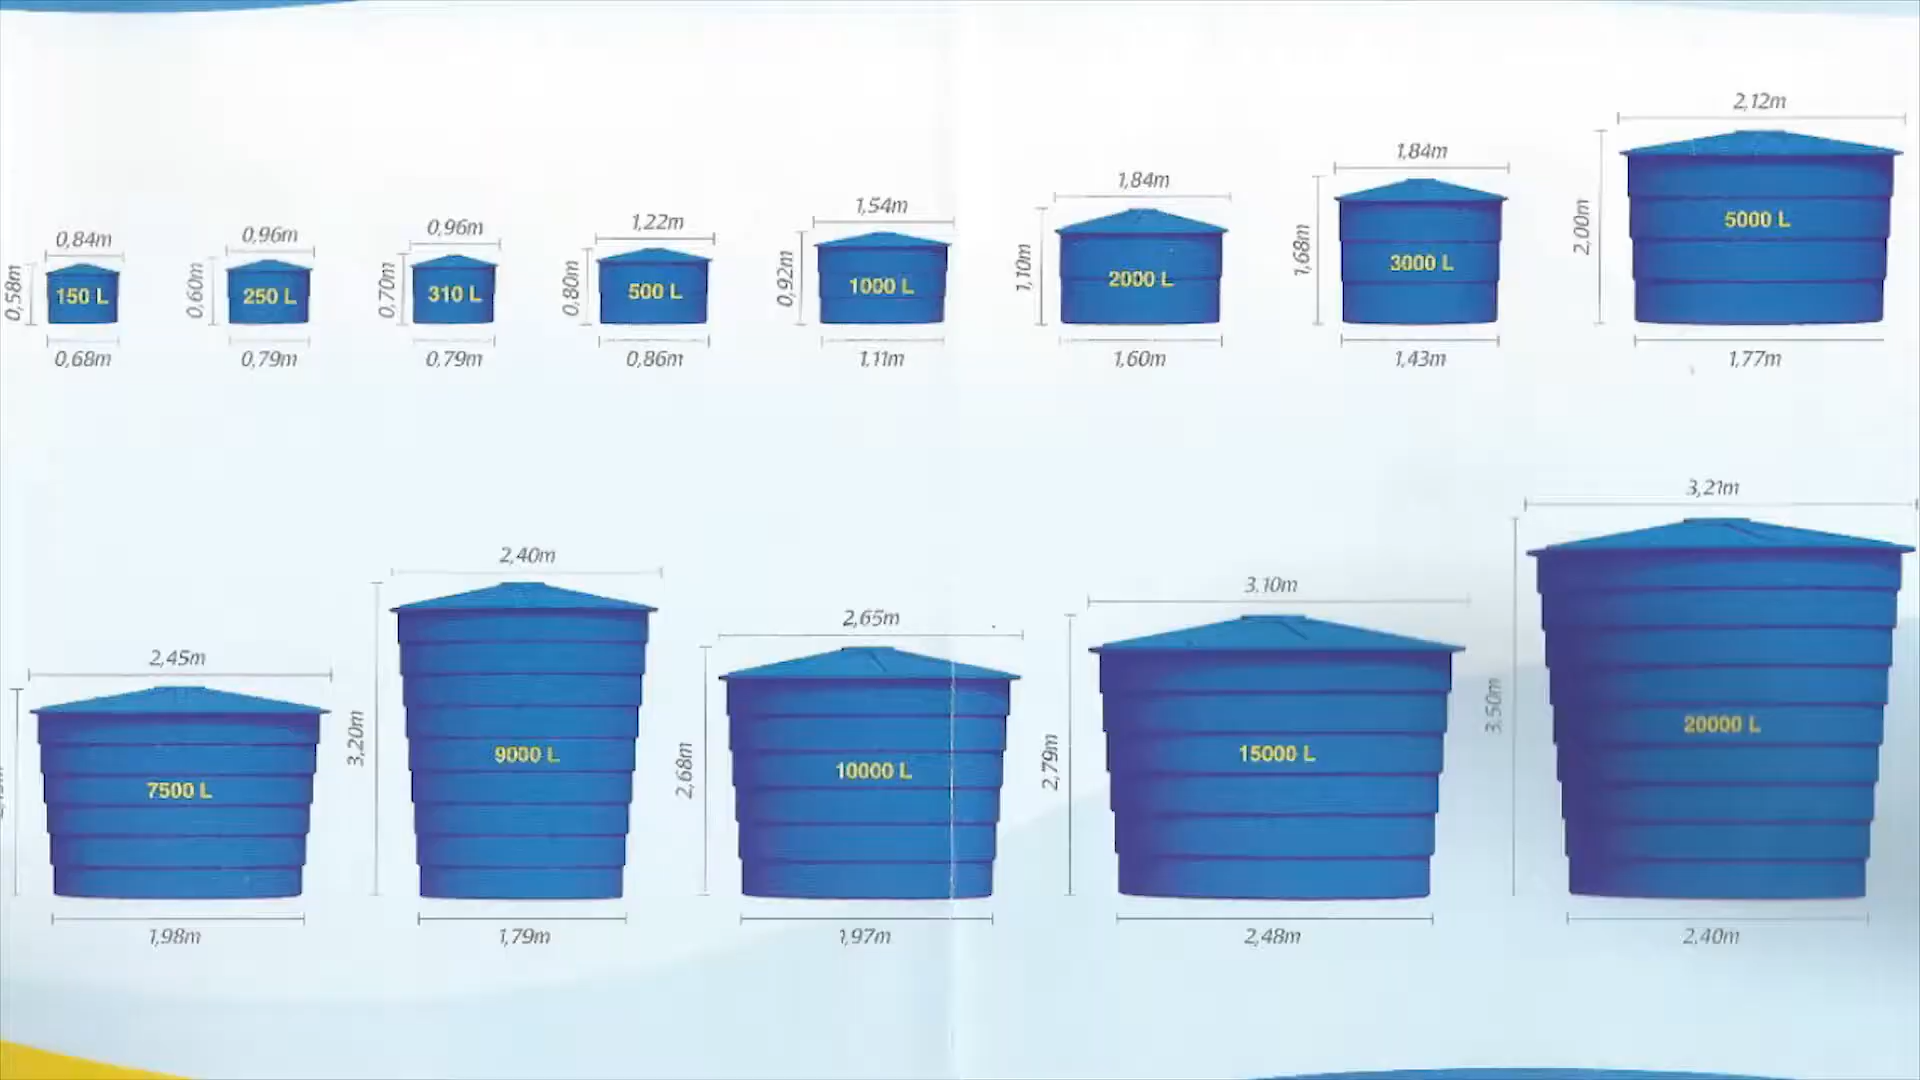 0,84m
0,58m
150 L
0,68m
0,96m
0,60m
250 L
0,79m
0,96m
0,70m
310 L
0,79m
1,22m
0,80m
500 L
0,86m
1,54m
0,92m
1000 L
1,11m
1,84m
1,10m
2000 L
1,60m
1,84m
1,68m
3000 L
1,43m
2,12m
2,00m
5000 L
1,77m
2,45m
7500 L
1,98m
2,40m
3,20m
9000 L
1,79m
2,65m
2,68m
10000 L
1,97m
3,10m
2,79m
15000 L
2,48m
3,21m
3,50m
20000 L
2,40m